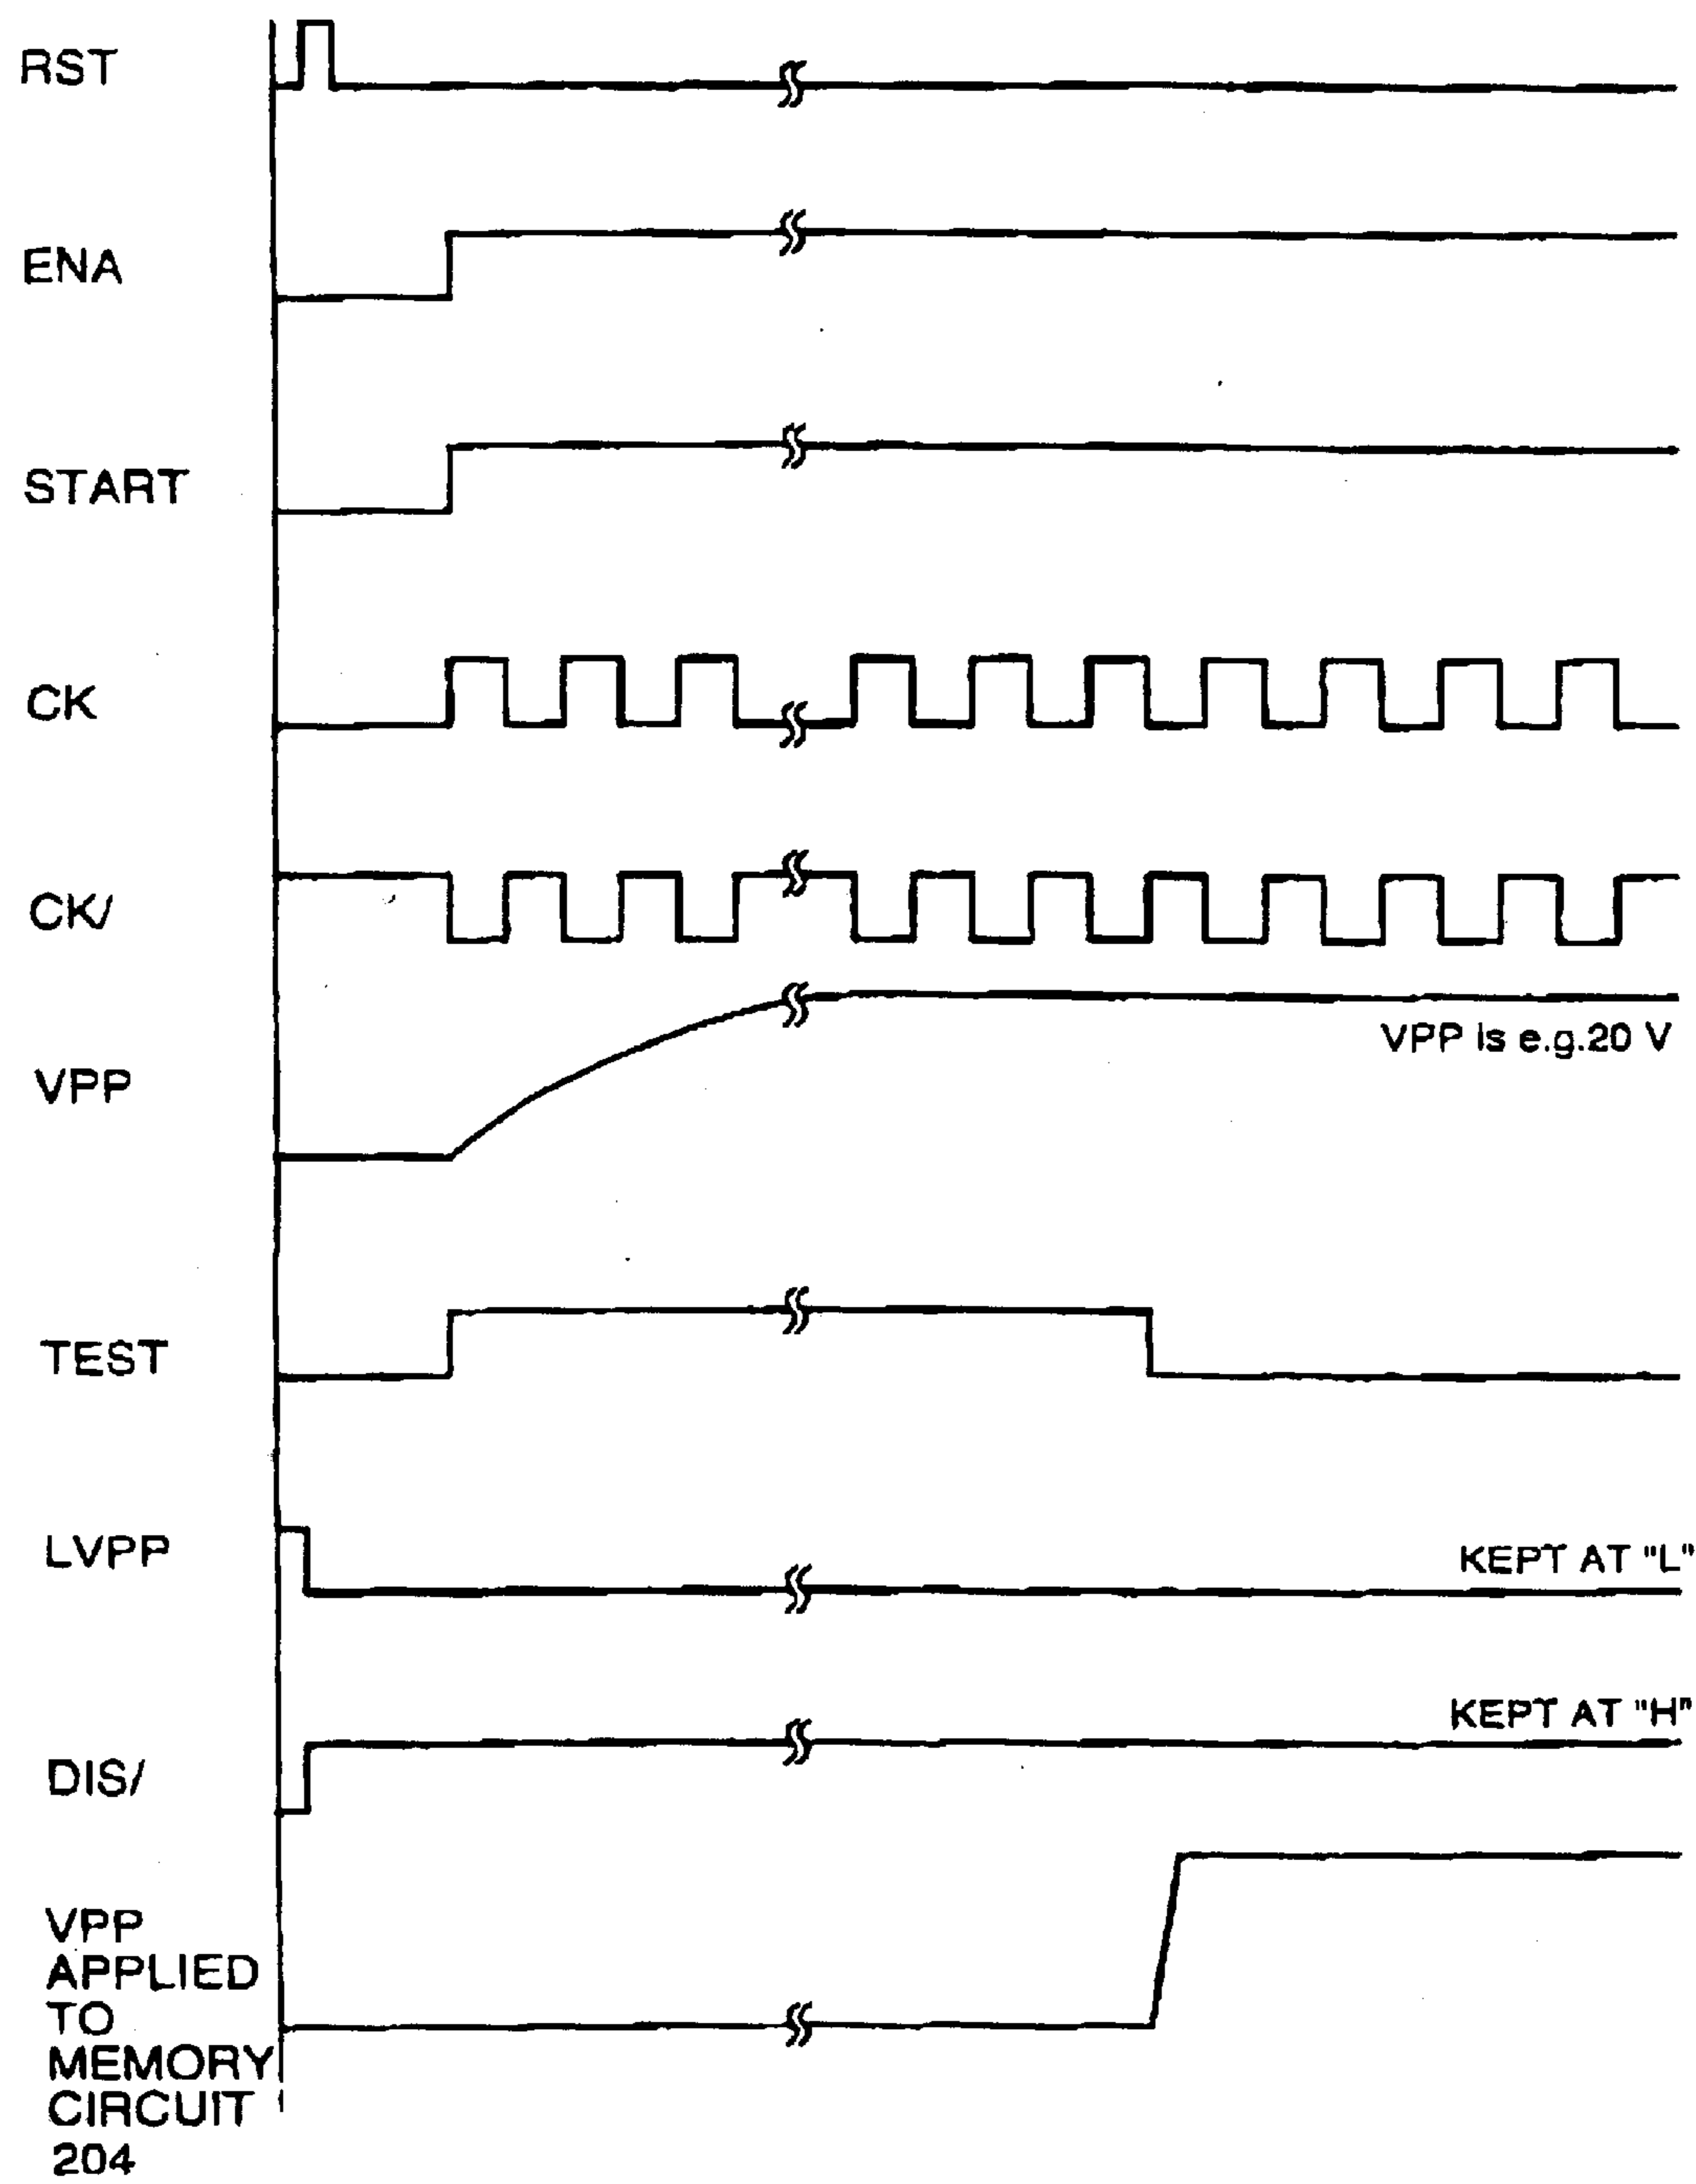 RST
ENA
START
CK
CK/
VPP is e.g.20 V
VPP
TEST
LVPP
KEPT AT "L"
KEPT AT "H"
DIS/
VPP
APPLIED
TO
MEMORY
CIRCUIT
204